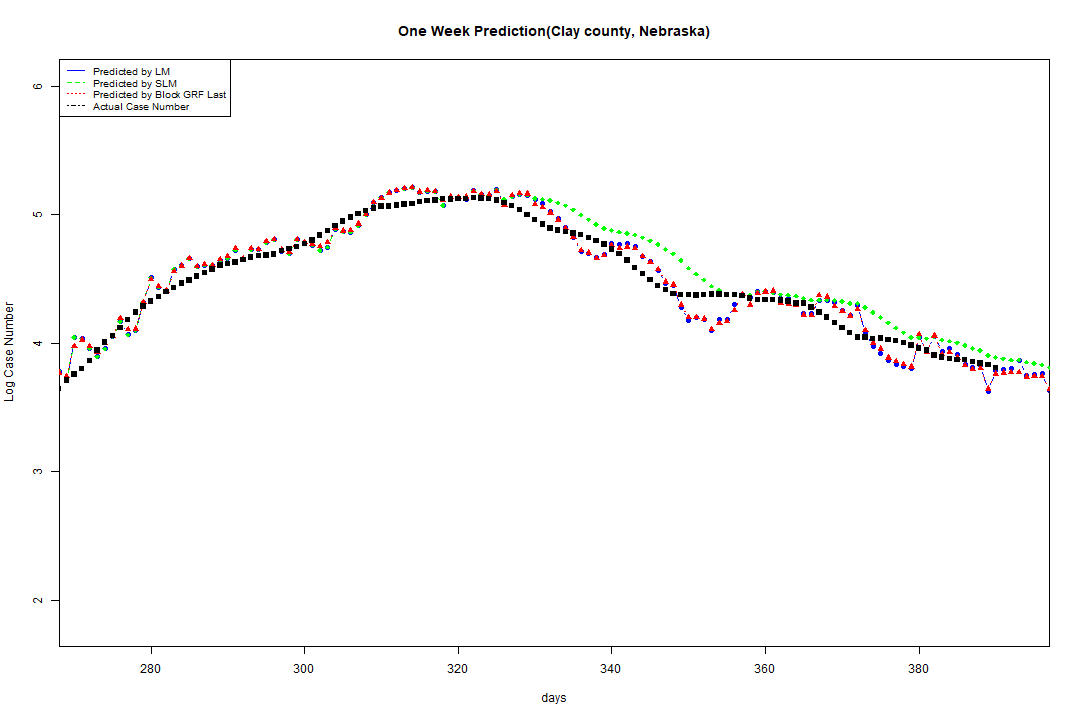 One Week Prediction(Clay county, Nebraska)
Predicted by LM
Predicted by SLM
Predicted by Block GRF Last
Actual Case Number
6
5
4
3
2
Log Case Number
280 300 320 340 360 380
days